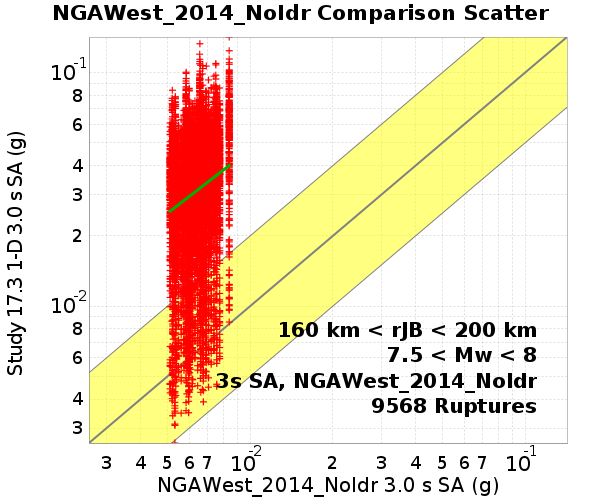 NGAWest_2014_NoIdr Comparison Scatter
Study 17.3 1-D 3.0 s SA (g)
10-1
8
6
4
3
2
10-2
8
6
4
3
160 km < rJB < 200 km
7.5 < Mw < 8
3s SA, NGAWest_2014_NoIdr
9568 Ruptures
3 4 5 6 7 10-2 2 3 4 5 6 7 10-1
NGAWest_2014_NoIdr 3.0 s SA (g)